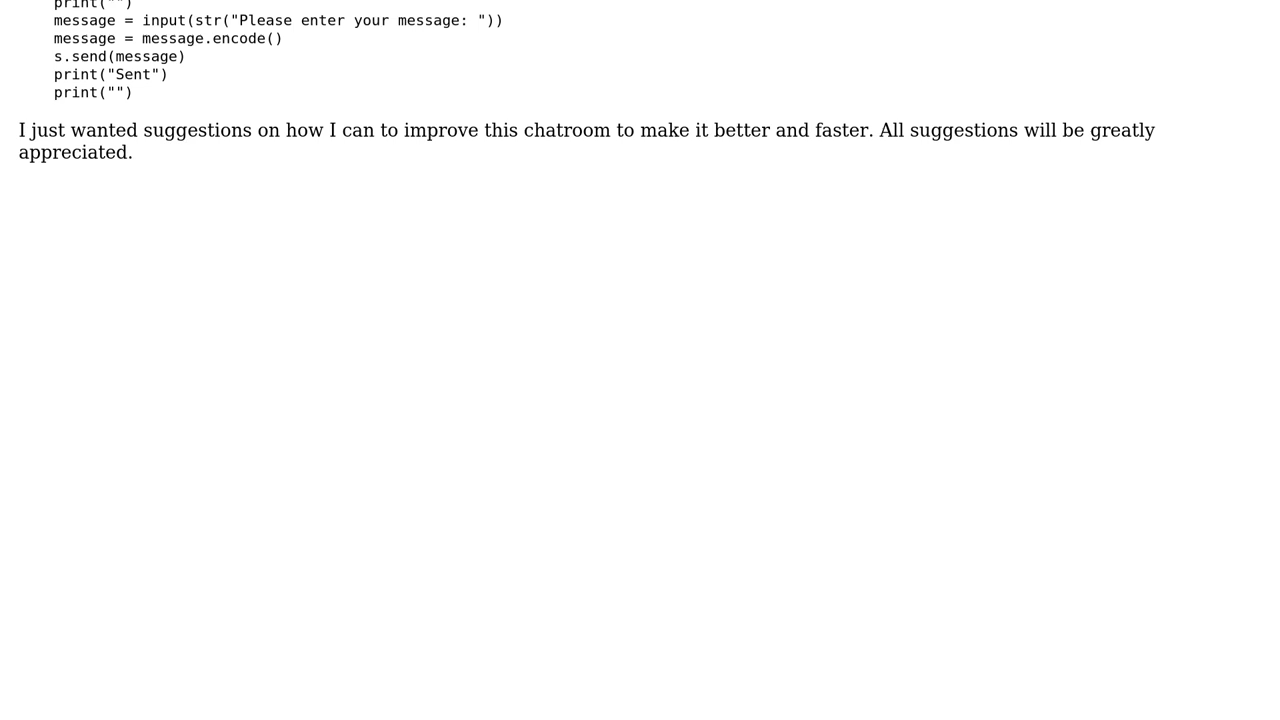 print("")
message = input(str("Please enter your message: "))
message = message.encode()
s.send(message)
print("Sent")
print("")
I just wanted suggestions on how I can to improve this chatroom to make it better and faster. All suggestions will be greatly
appreciated.